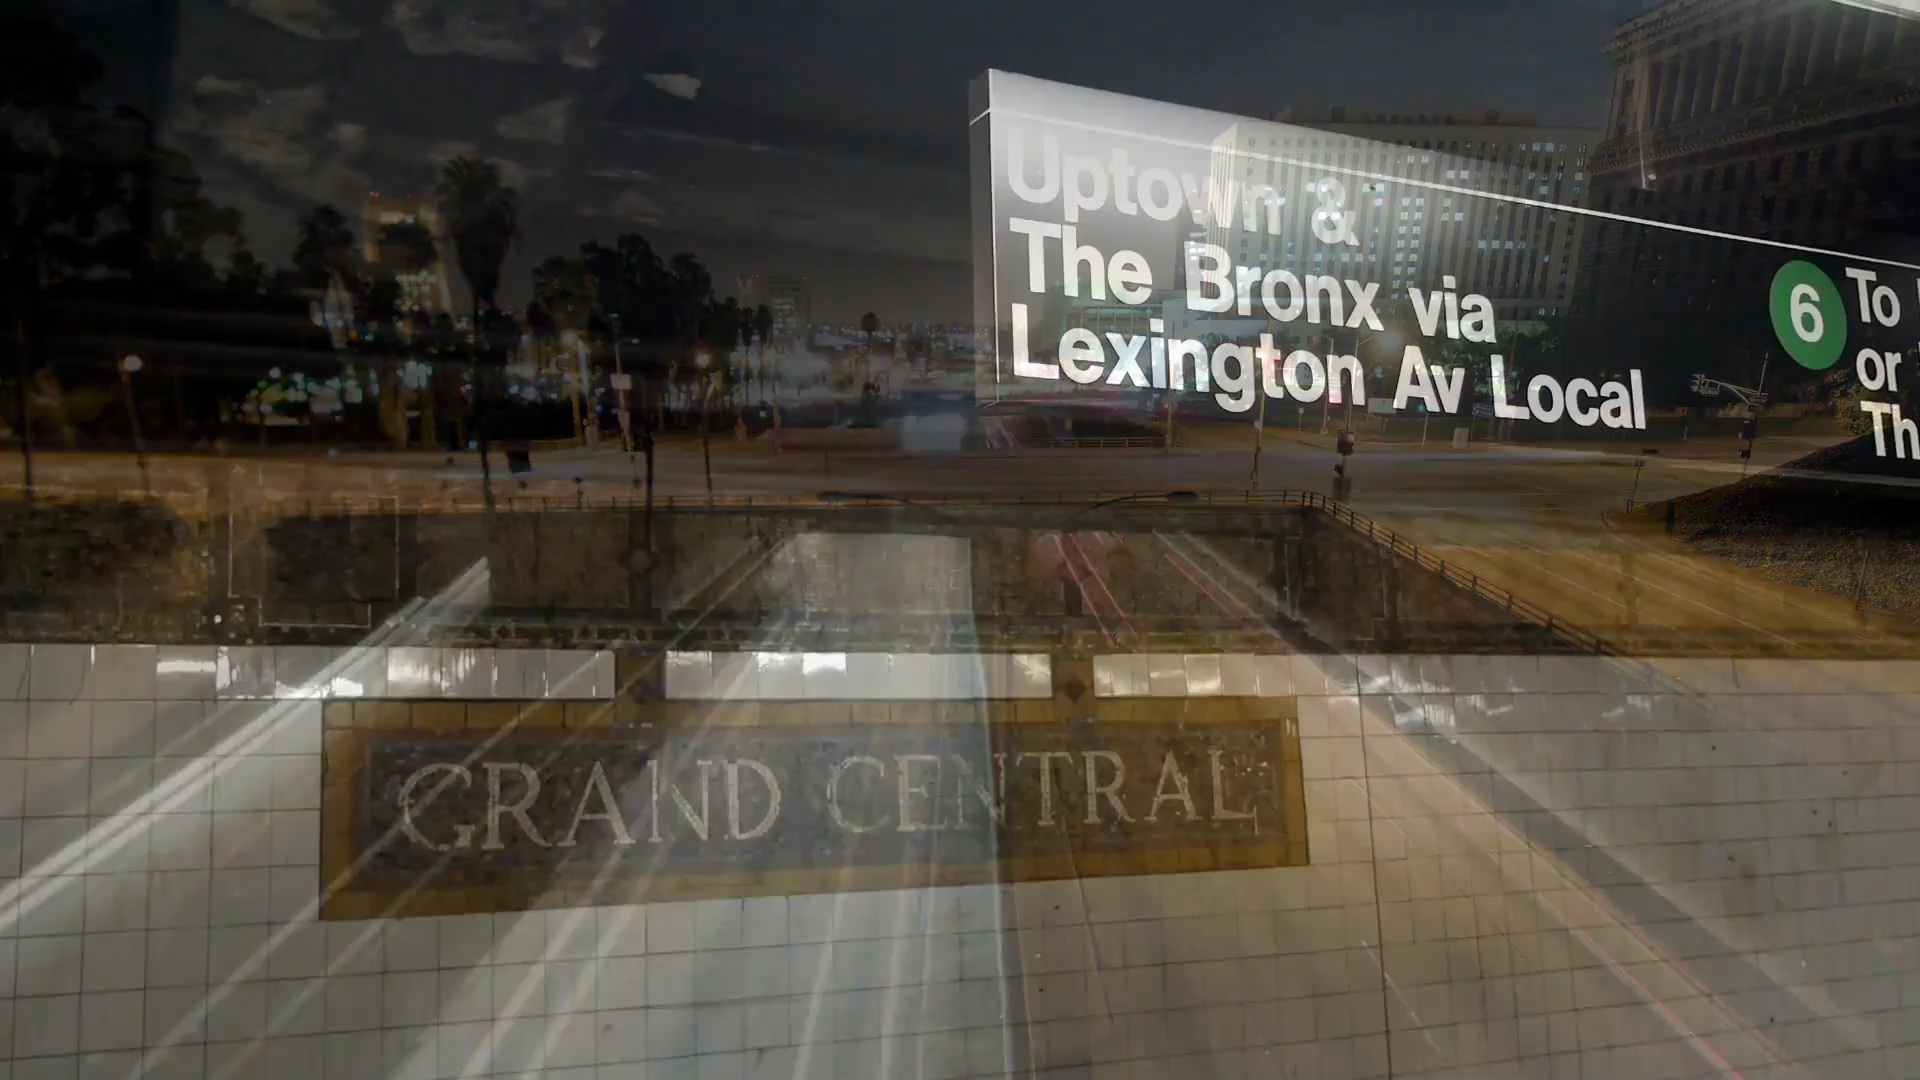 Uptown &
The Bronx via
Lexington Av Local
6
To
or
Th
GRAND CENTRAL